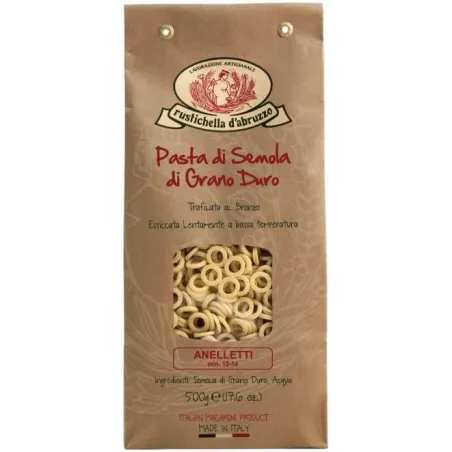 LAVORAZIONE ARTIGIANALE
rustichella d'abruzzo
Pasta di Semola
di Grano Duro
Trafilata al Bronzo
Essiccata Lentamente a bassa temperatura
ANELLETTI
min. 12-14
Ingredienti: Semola di Grano Duro, Acqua
500g e (17.6 oz.)
ITALIAN MACARONI PRODUCT
MADE IN ITALY